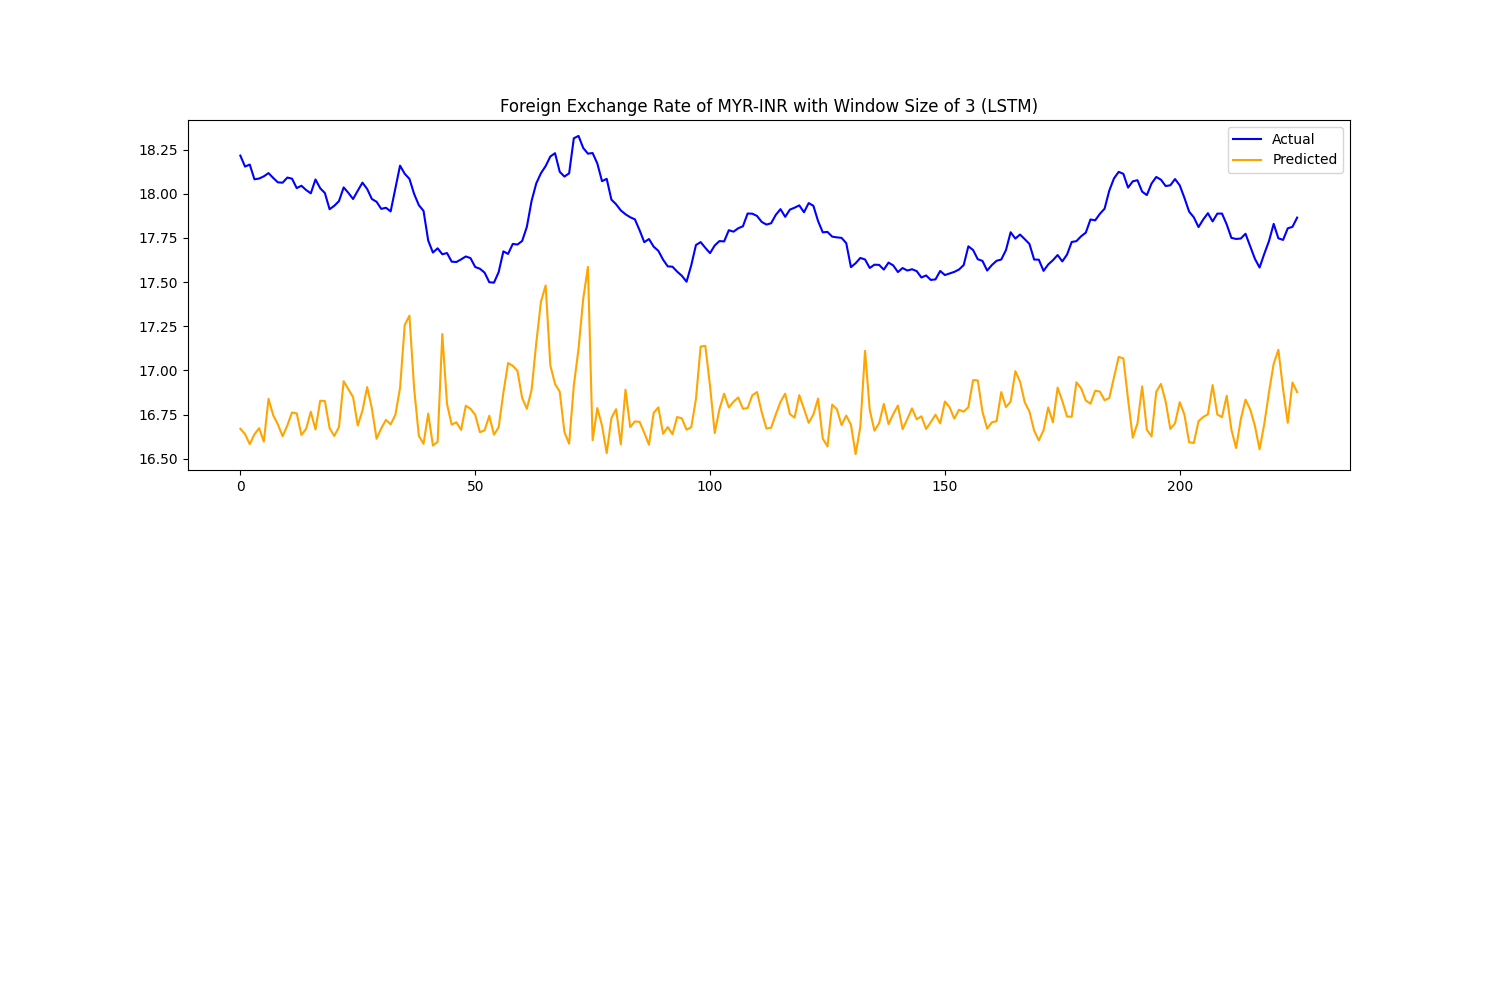 Foreign Exchange Rate of MYR-INR with Window Size of 3 (LSTM)
Actual
Predicted
18.25
18.00
17.75
17.50
17.25
17.00
16.75
16.50
0 50 100 150 200